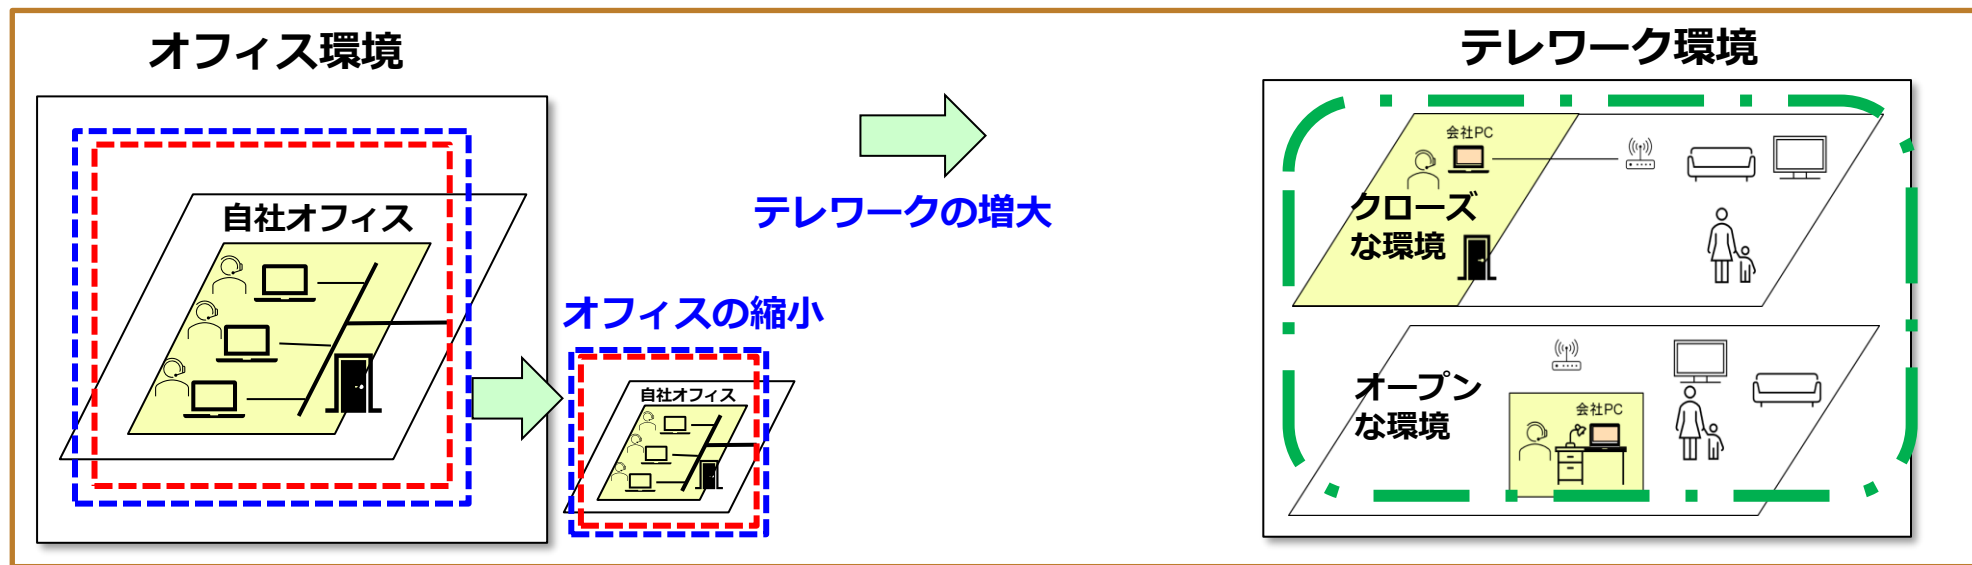 オフィス環境
テレワーク環境
自社オフィス
テレワークの増大
オフィスの縮小
自社オフィス
会社PC
クローズ
な環境
オープン
な環境
会社PC